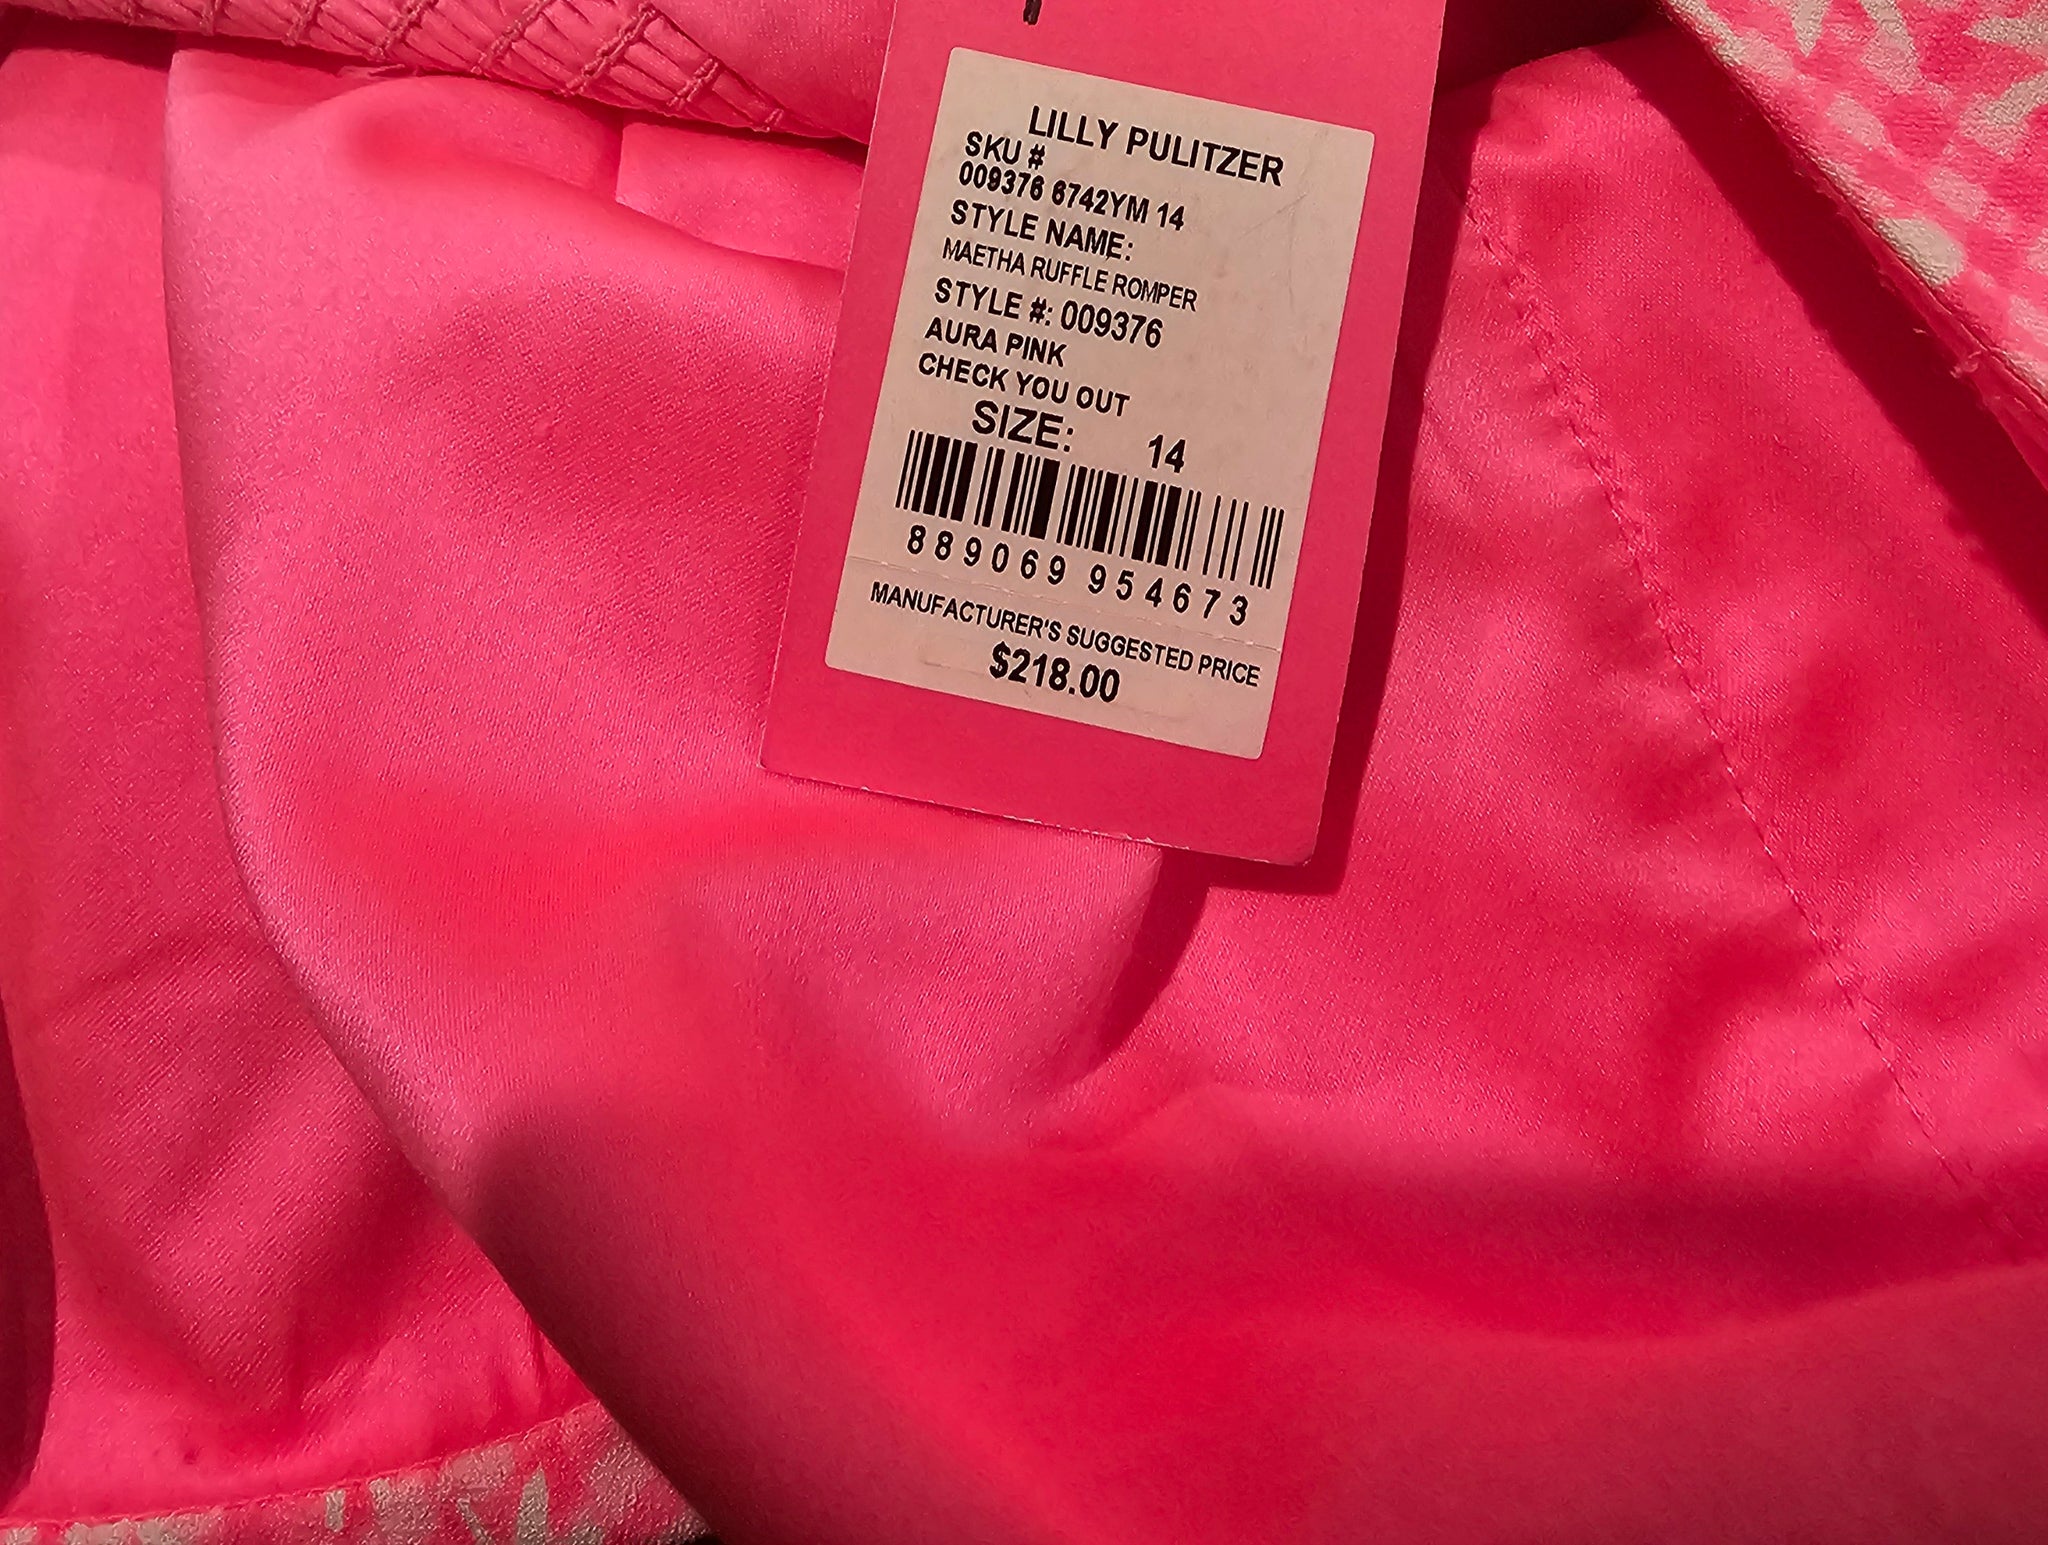 LILLY PULITZER
SKU #
009376 6742YM 14
STYLE NAME:
MAETHA RUFFLE ROMPER
STYLE #: 009376
AURA PINK
CHECK YOU OUT
SIZE: 14
889069 954673
MANUFACTURER'S SUGGESTED PRICE
$218.00